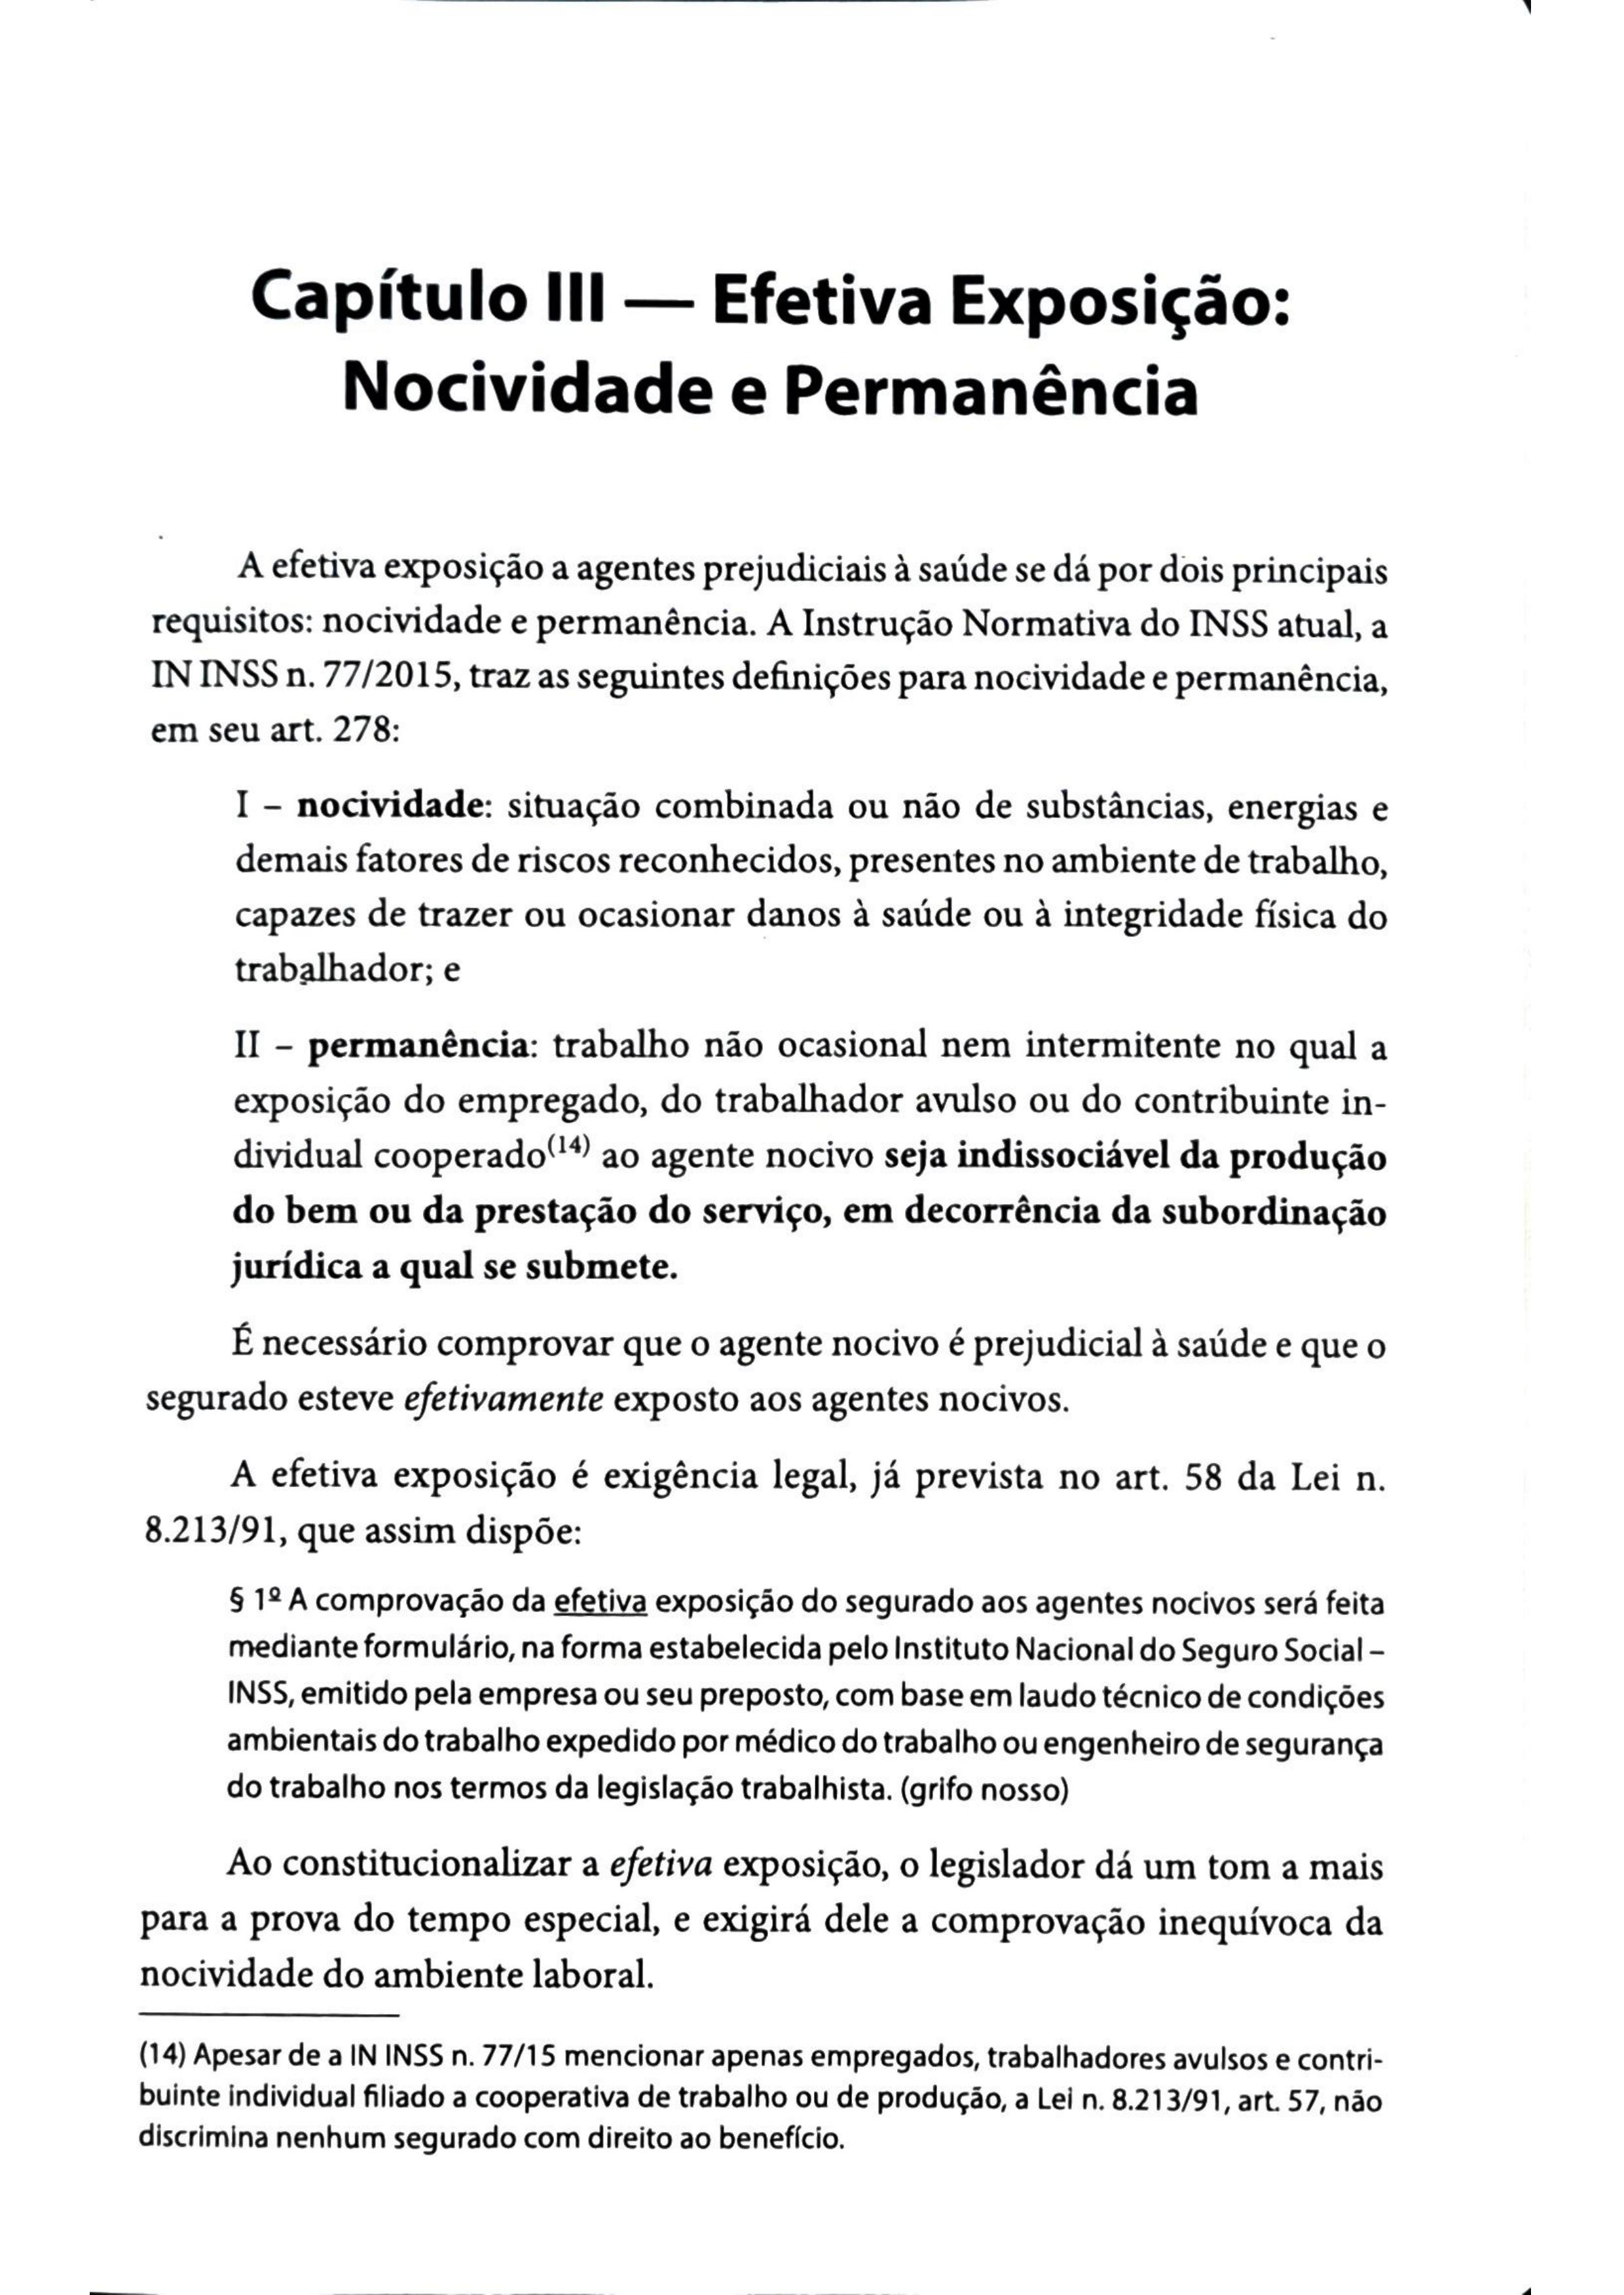 Capítulo III — Efetiva Exposição:
Nocividade e Permanência
A efetiva exposição a agentes prejudiciais à saúde se dá por dois principais
requisitos: nocividade e permanência. A Instrução Normativa do INSS atual, a
IN INSS n. 77/2015, traz as seguintes definições para nocividade e permanência,
em seu art. 278:
I – nocividade: situação combinada ou não de substâncias, energias e
demais fatores de riscos reconhecidos, presentes no ambiente de trabalho,
capazes de trazer ou ocasionar danos à saúde ou à integridade física do
trabalhador; e
II – permanência: trabalho não ocasional nem intermitente no qual a
exposição do empregado, do trabalhador avulso ou do contribuinte in-
dividual cooperado(14) ao agente nocivo seja indissociável da produção
do bem ou da prestação do serviço, em decorrência da subordinação
jurídica a qual se submete.
É necessário comprovar que o agente nocivo é prejudicial à saúde e que o
segurado esteve efetivamente exposto aos agentes nocivos.
A efetiva exposição é exigência legal, já prevista no art. 58 da Lei n.
8.213/91, que assim dispõe:
§ 1º A comprovação da efetiva exposição do segurado aos agentes nocivos será feita
mediante formulário, na forma estabelecida pelo Instituto Nacional do Seguro Social –
INSS, emitido pela empresa ou seu preposto, com base em laudo técnico de condições
ambientais do trabalho expedido por médico do trabalho ou engenheiro de segurança
do trabalho nos termos da legislação trabalhista. (grifo nosso)
Ao constitucionalizar a efetiva exposição, o legislador dá um tom a mais
para a prova do tempo especial, e exigirá dele a comprovação inequívoca da
nocividade do ambiente laboral.
(14) Apesar de a IN INSS n. 77/15 mencionar apenas empregados, trabalhadores avulsos e contri-
buinte individual filiado a cooperativa de trabalho ou de produção, a Lei n. 8.213/91, art. 57, não
discrimina nenhum segurado com direito ao benefício.